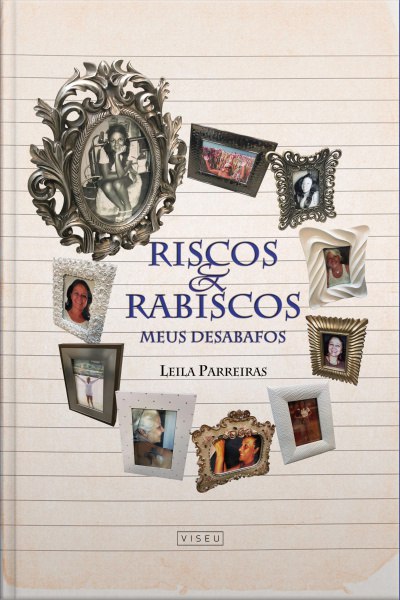 RISCOS
&
RABISCOS
MEUS DESABAFOS
LEILA PARREIRAS
VISEU